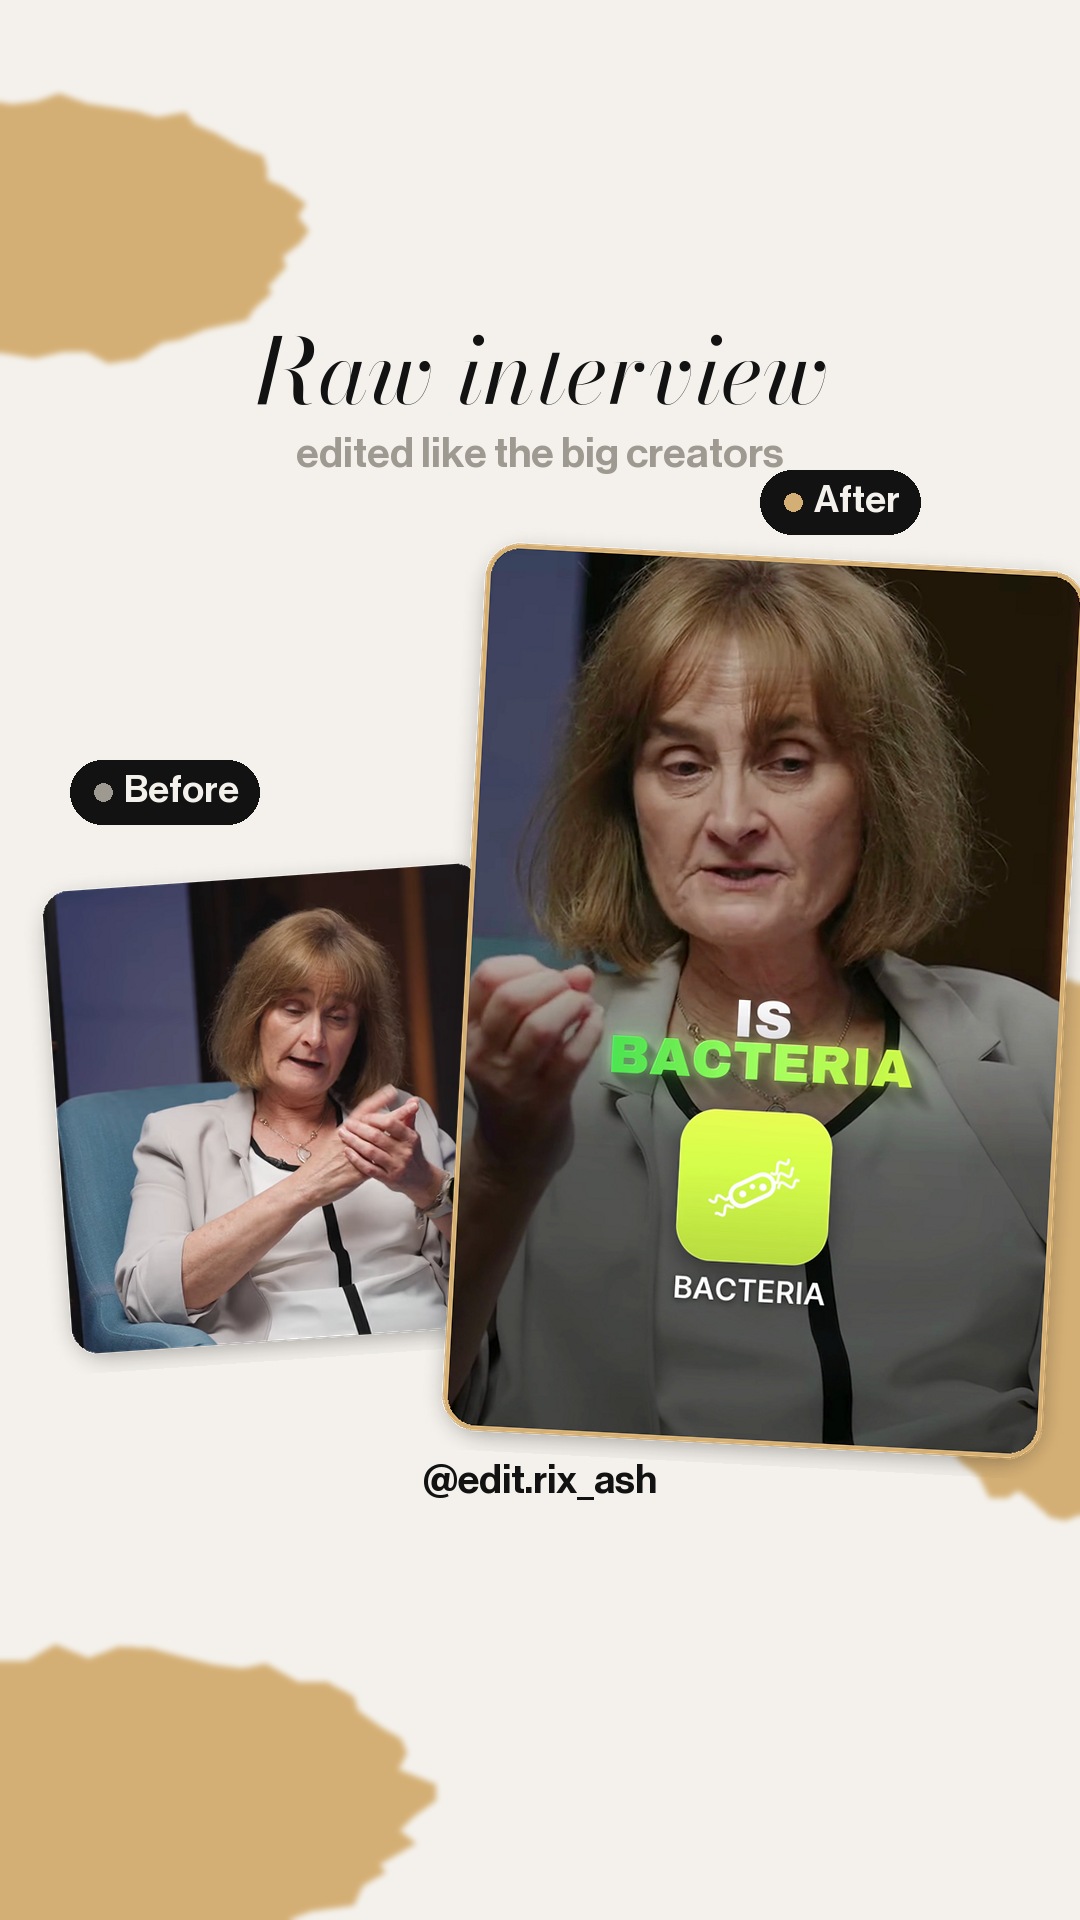 Raw interview
edited like the big creators
After
Before
IS
BACTERIA
BACTERIA
@edit.rix_ash